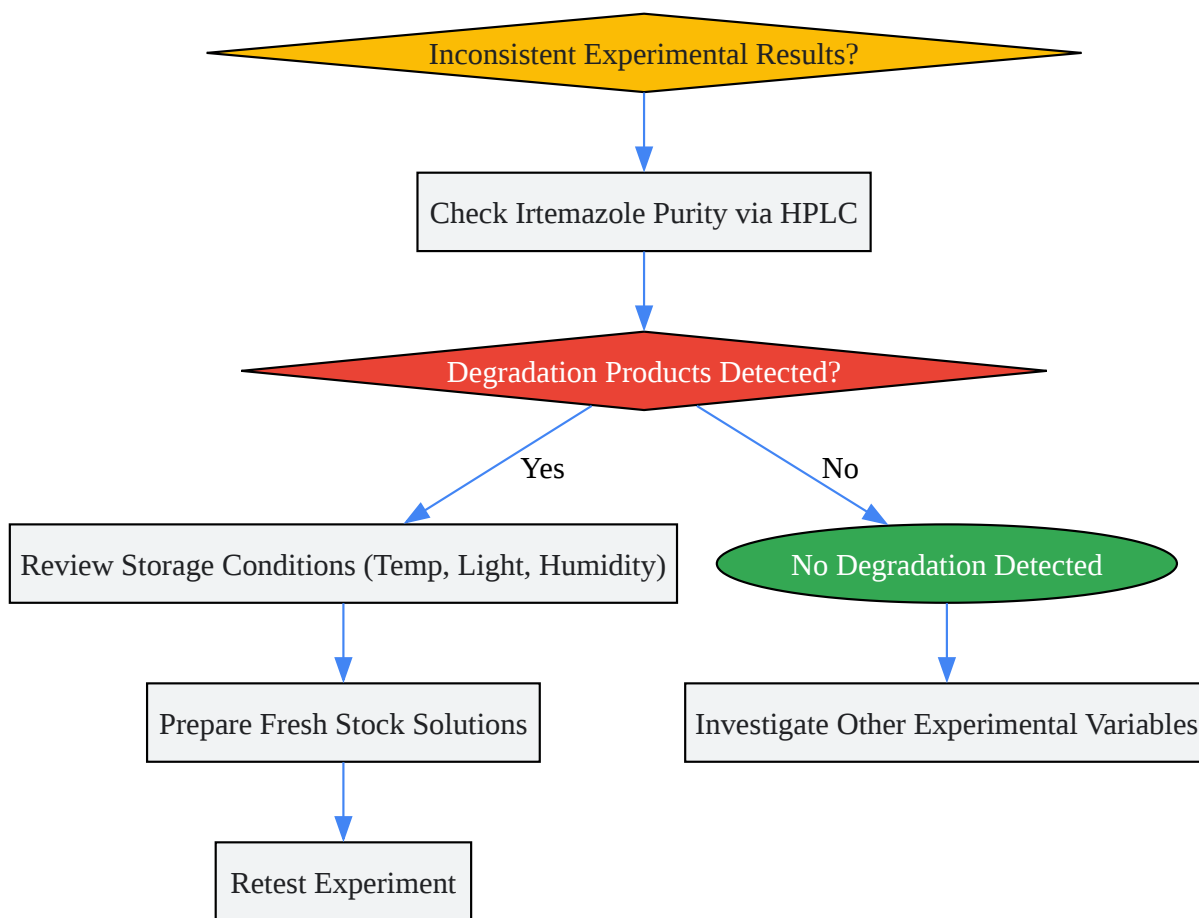 Inconsistent Experimental Results?
Check Irtemazole Purity via HPLC
Degradation Products Detected?
Yes
No
Review Storage Conditions (Temp, Light, Humidity)
No Degradation Detected
Prepare Fresh Stock Solutions
Investigate Other Experimental Variables
Retest Experiment